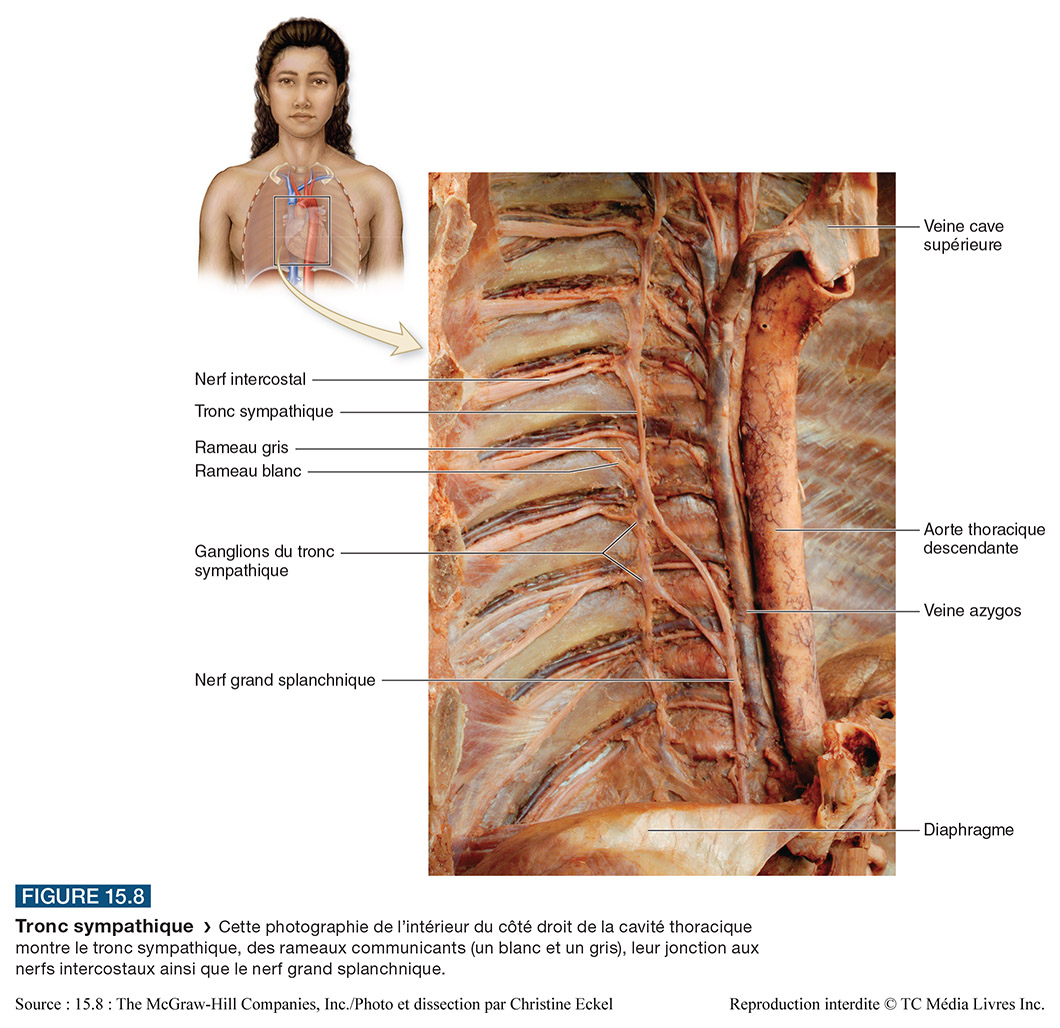 Veine cave
supérieure
Nerf intercostal
Tronc sympathique
Rameau gris
Rameau blanc
Ganglions du tronc
sympathique
Aorte thoracique
descendante
Veine azygos
Nerf grand splanchnique
Diaphragme
FIGURE 15.8
Tronc sympathique › Cette photographie de l’intérieur du côté droit de la cavité thoracique
montre le tronc sympathique, des rameaux communicants (un blanc et un gris), leur jonction aux
nerfs intercostaux ainsi que le nerf grand splanchnique.
Source : 15.8 : The McGraw-Hill Companies, Inc./Photo et dissection par Christine Eckel
Reproduction interdite © TC Média Livres Inc.